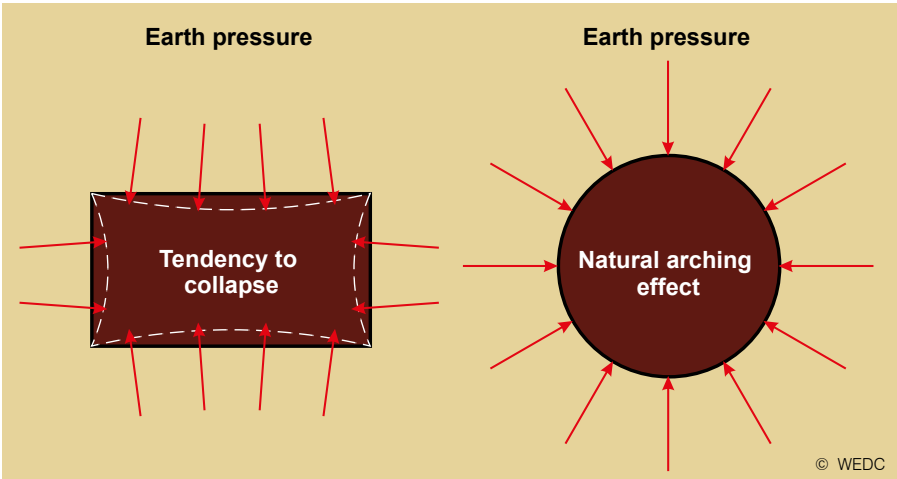 Earth pressure
Earth pressure
Tendency to
collapse
Natural arching
effect
© WEDC